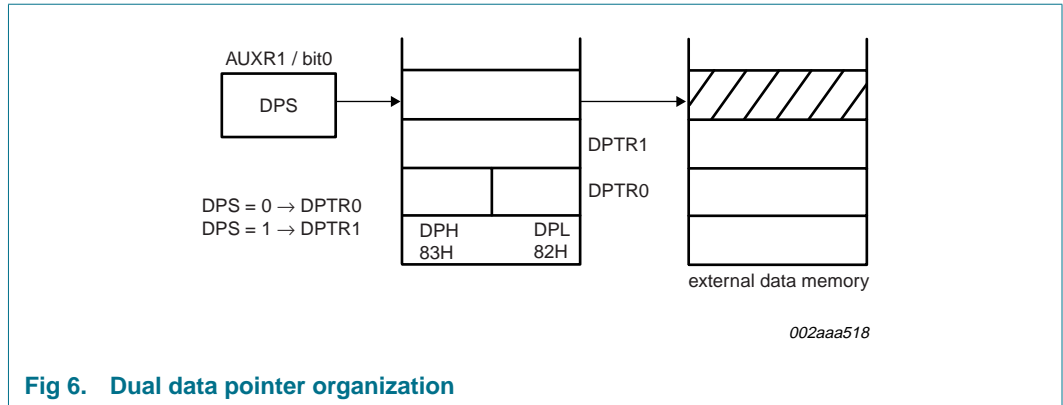 AUXR1 / bit0
DPS
DPTR1
DPTR0
DPS = 0 → DPTR0
DPS = 1 → DPTR1
DPH DPL
83H 82H
external data memory
002aaa518
Fig 6. Dual data pointer organization